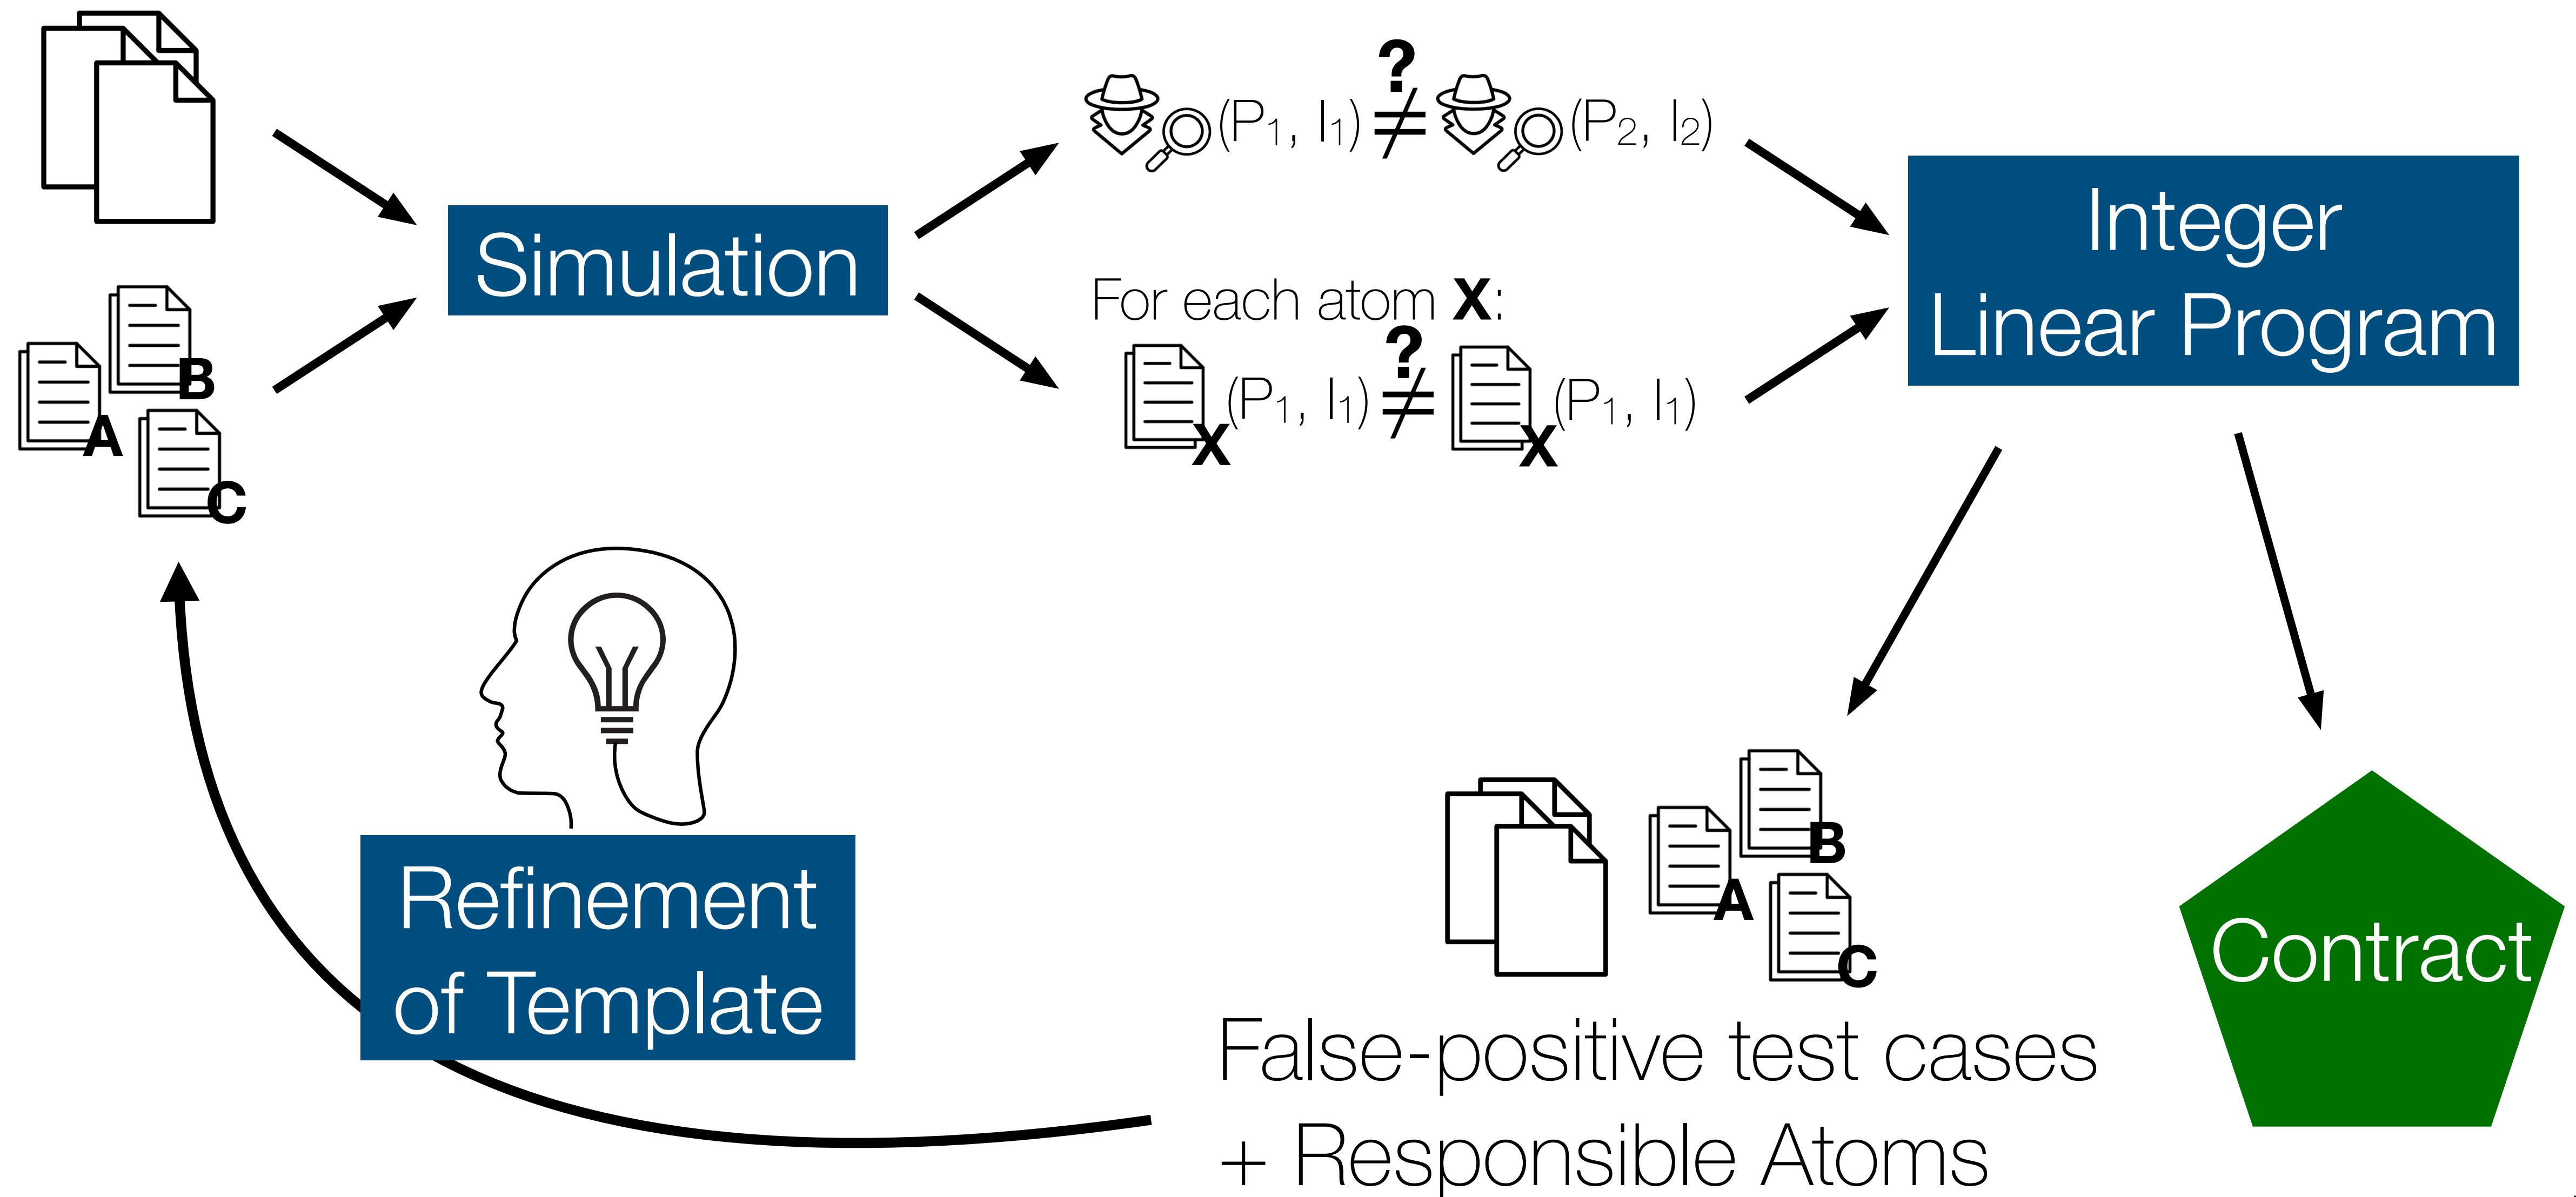 B
A
C
Simulation
? 
(P₁, I₁) ≠ (P₂, I₂)
For each atom X:
?
X (P₁, I₁) ≠ X (P₁, I₁)
Integer
Linear Program
Refinement
of Template
B
A
C
False-positive test cases
+ Responsible Atoms
Contract